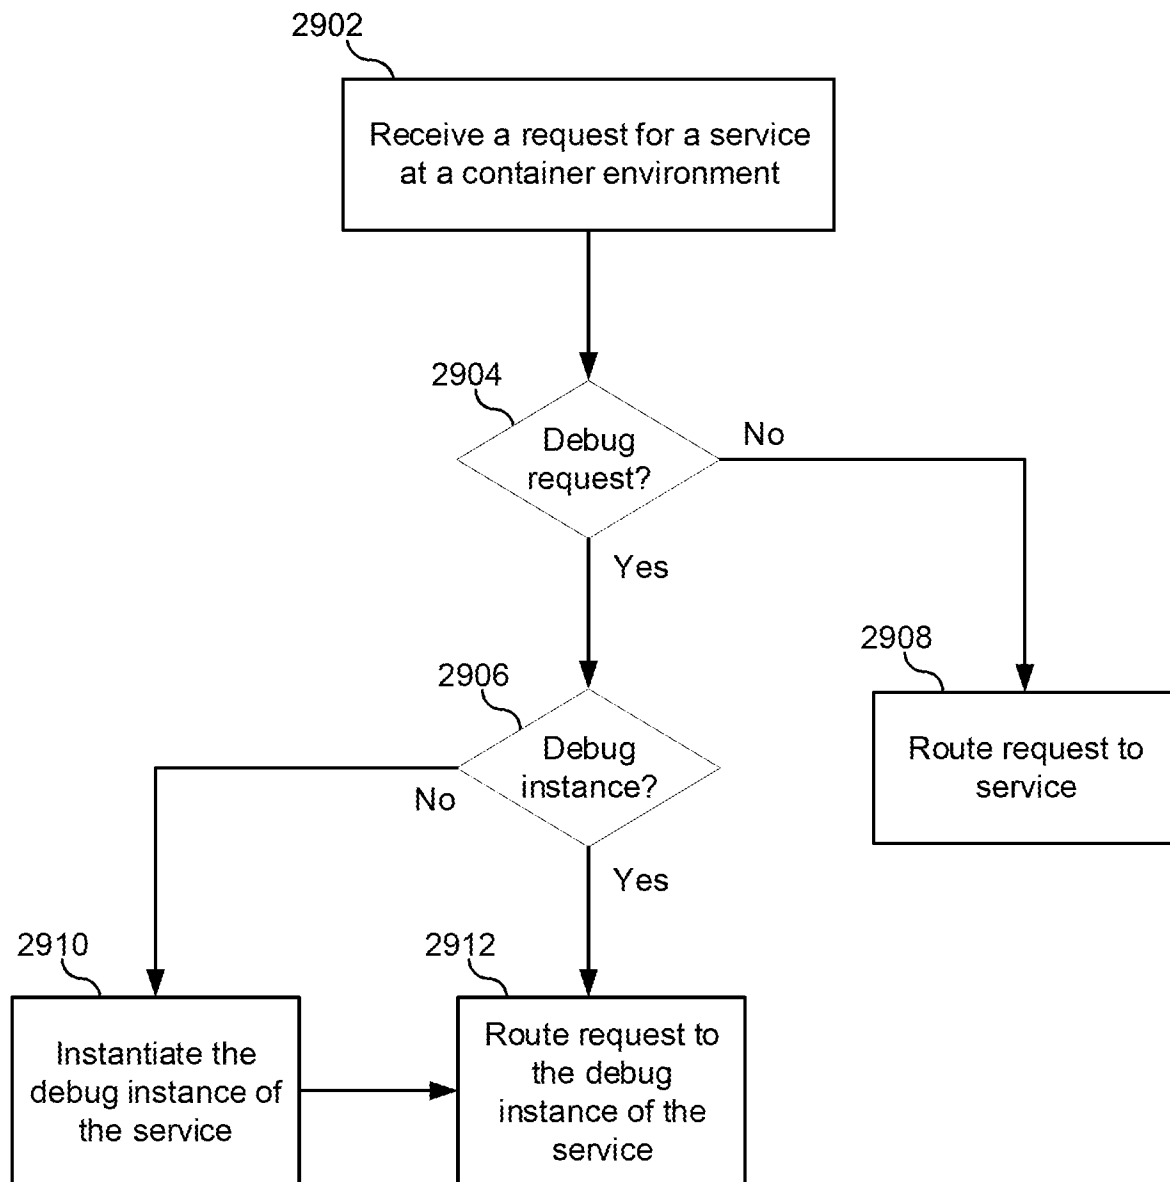 2902
Receive a request for a service
at a container environment
2904
Debug
request?
No
Yes
2906
2908
Debug
instance?
No
Route request to
service
Yes
2910
2912
Instantiate the
debug instance of
the service
Route request to
the debug
instance of the
service